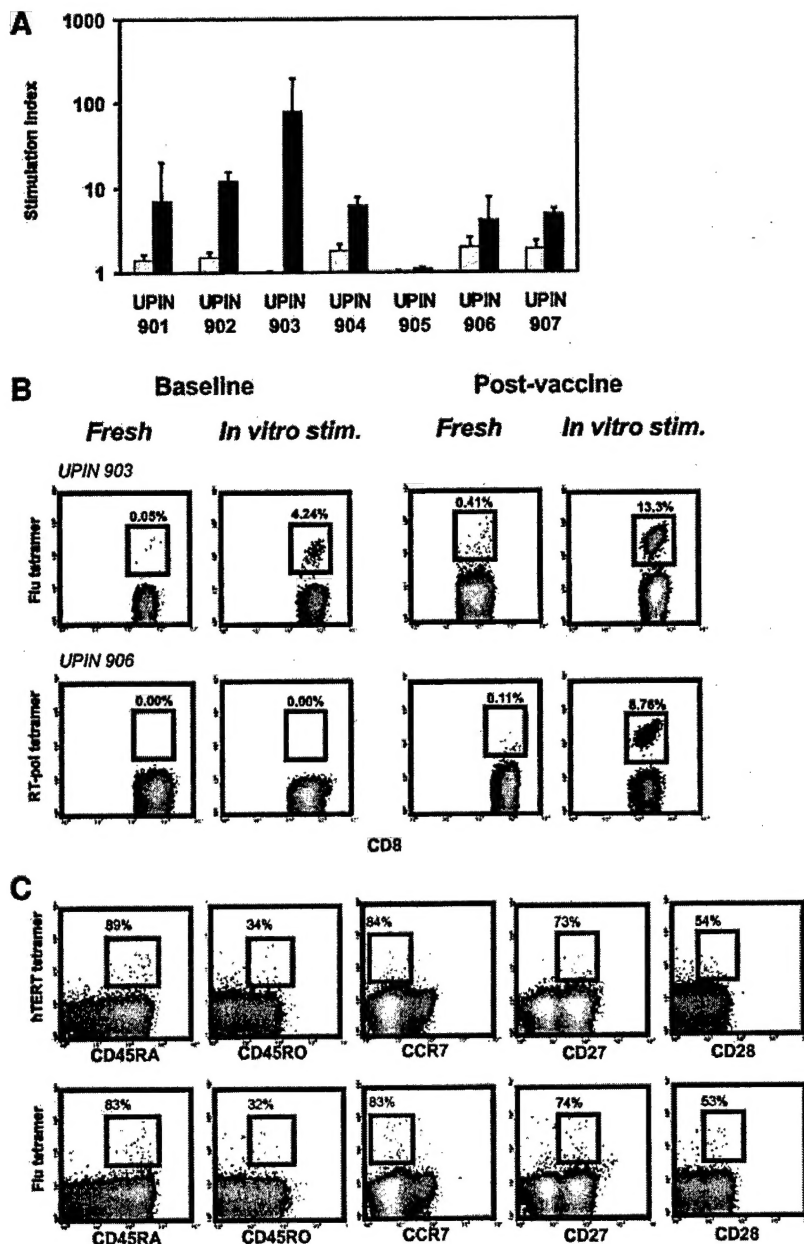 A
1000
100
10
1
Stimulation Index
UPIN 901
UPIN 902
UPIN 903
UPIN 904
UPIN 905
UPIN 906
UPIN 907
B
Baseline
Post-vaccine
Fresh
In vitro stim.
Fresh
In vitro stim.
UPIN 903
0.05%
4.24%
0.41%
13.3%
Flu tetramer
UPIN 906
0.00%
0.00%
0.11%
8.76%
RT-pol tetramer
CD8
C
89%
34%
84%
73%
54%
hTERT tetramer
CD45RA
CD45RO
CCR7
CD27
CD28
83%
32%
83%
74%
53%
Flu tetramer
CD45RA
CD45RO
CCR7
CD27
CD28